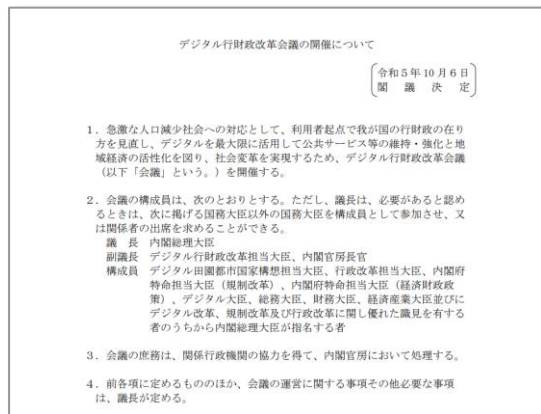 デジタル行財政改革会議の開催について
令和5年10月6日
閣議決定
1．急激な人口減少社会への対応として、利用者起点で我が国の行財政の在り
方を見直し、デジタルを最大限に活用して公共サービス等の維持・強化と地
域経済の活性化を図り、社会変革を実現するため、デジタル行財政改革会議
（以下「会議」という。）を開催する。
2．会議の構成員は、次のとおりとする。ただし、議長は、必要があると認め
るときは、次に掲げる国務大臣以外の国務大臣を構成員として参加させ、又
は関係者の出席を求めることができる。
議　長　内閣総理大臣
副議長　デジタル行財政改革担当大臣、内閣官房長官
構成員　デジタル田園都市国家構想担当大臣、行政改革担当大臣、内閣府
特命担当大臣（規制改革）、内閣府特命担当大臣（経済財政政
策）、デジタル大臣、総務大臣、財務大臣、経済産業大臣並びに
デジタル改革、規制改革及び行政改革に関し優れた識見を有する
者のうちから内閣総理大臣が指名する者
3．会議の庶務は、関係行政機関の協力を得て、内閣官房において処理する。
4．前各項に定めるもののほか、会議の運営に関する事項その他必要な事項
は、議長が定める。